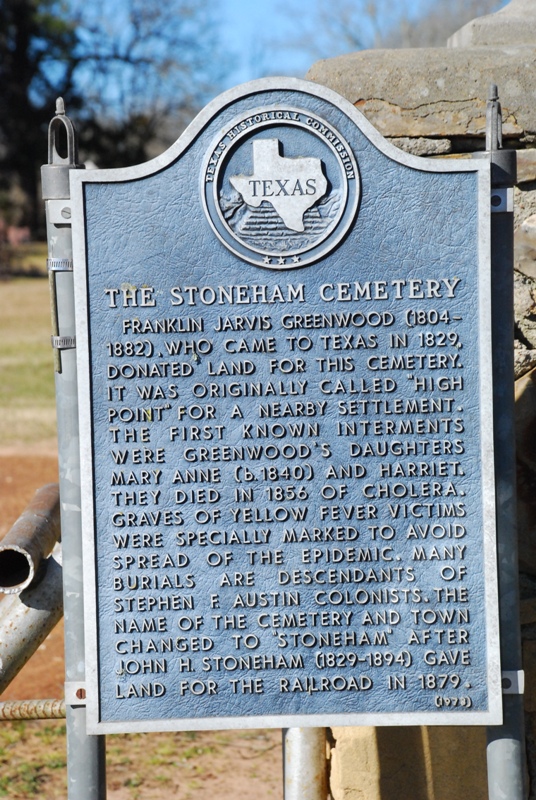 TEXAS HISTORICAL COMMISSION
TEXAS
THE STONEHAM CEMETERY
FRANKLIN JARVIS GREENWOOD (1804-
1882), WHO CAME TO TEXAS IN 1829,
DONATED LAND FOR THIS CEMETERY.
IT WAS ORIGINALLY CALLED "HIGH
POINT" FOR A NEARBY SETTLEMENT.
THE FIRST KNOWN INTERMENTS
WERE GREENWOOD'S DAUGHTERS
MARY ANNE (b.1840) AND HARRIET.
THEY DIED IN 1856 OF CHOLERA.
GRAVES OF YELLOW FEVER VICTIMS
WERE SPECIALLY MARKED TO AVOID
SPREAD OF THE EPIDEMIC. MANY
BURIALS ARE DESCENDANTS OF
STEPHEN F. AUSTIN COLONISTS. THE
NAME OF THE CEMETERY AND TOWN
CHANGED TO "STONEHAM" AFTER
JOHN H. STONEHAM (1829-1894) GAVE
LAND FOR THE RAILROAD IN 1879.
(1978)